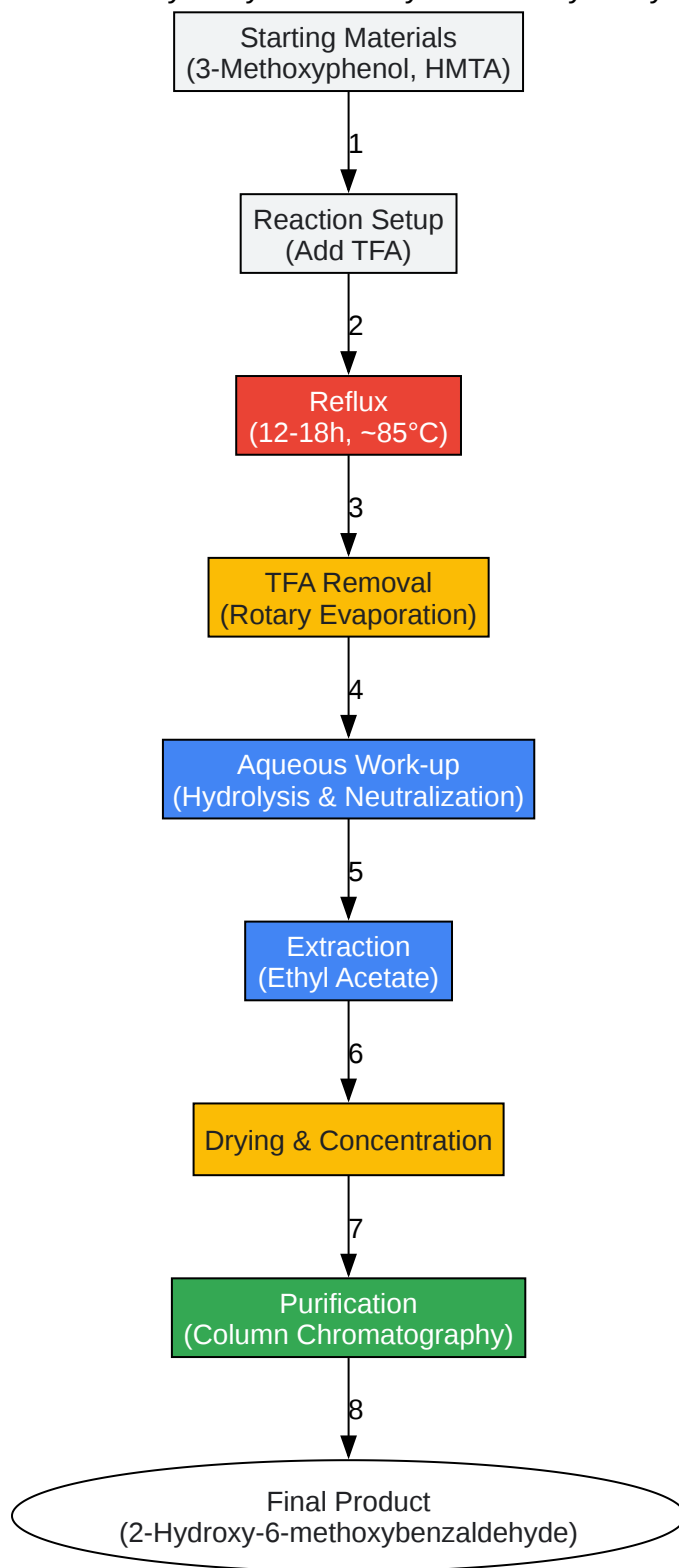 Starting Materials
(3-Methoxyphenol, HMTA)
1
Reaction Setup
(Add TFA)
2
Reflux
(12-18h, ~85°C)
3
TFA Removal
(Rotary Evaporation)
4
Aqueous Work-up
(Hydrolysis & Neutralization)
5
Extraction
(Ethyl Acetate)
6
Drying & Concentration
7
Purification
(Column Chromatography)
8
Final Product
(2-Hydroxy-6-methoxybenzaldehyde)